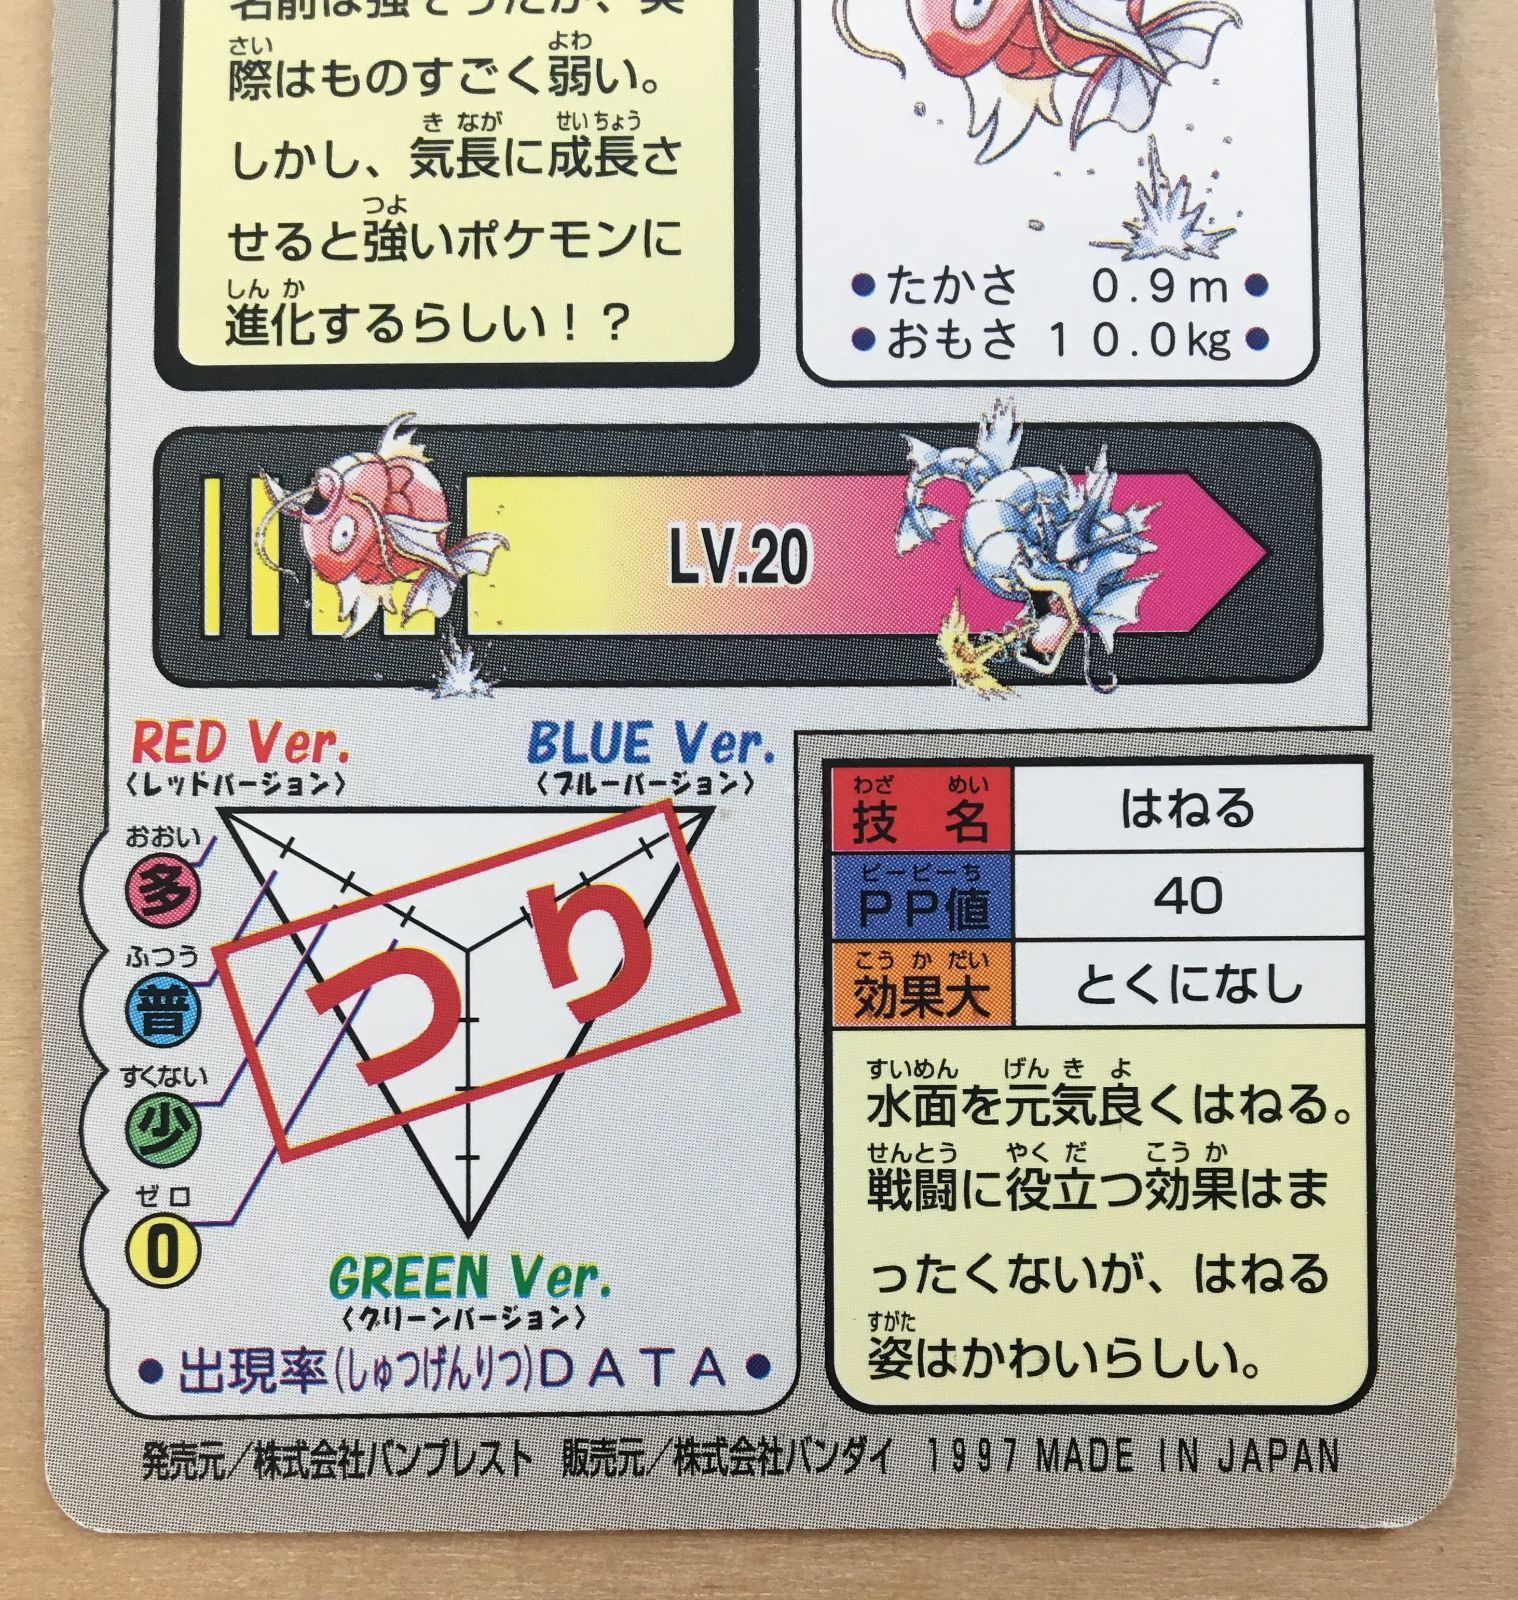 際はものすごく弱い。
しかし、気長に成長さ
せると強いポケモンに
進化するらしい！？
たかさ 0.9m
おもさ 10.0kg
LV.20
RED Ver.
〈レッドバージョン〉
BLUE Ver.
〈ブルーバージョン〉
おおい
多
ふつう
普
すくない
少
ゼロ
0
つり
GREEN Ver.
〈グリーンバージョン〉
●出現率(しゅつげんりつ)DATA●
技名 はねる
PP値 40
効果大 とくになし
水面を元気良くはねる。
戦闘に役立つ効果はま
ったくないが、はねる
姿はかわいらしい。
発売元／株式会社バンプレスト 販売元／株式会社バンダイ 1997 MADE IN JAPAN